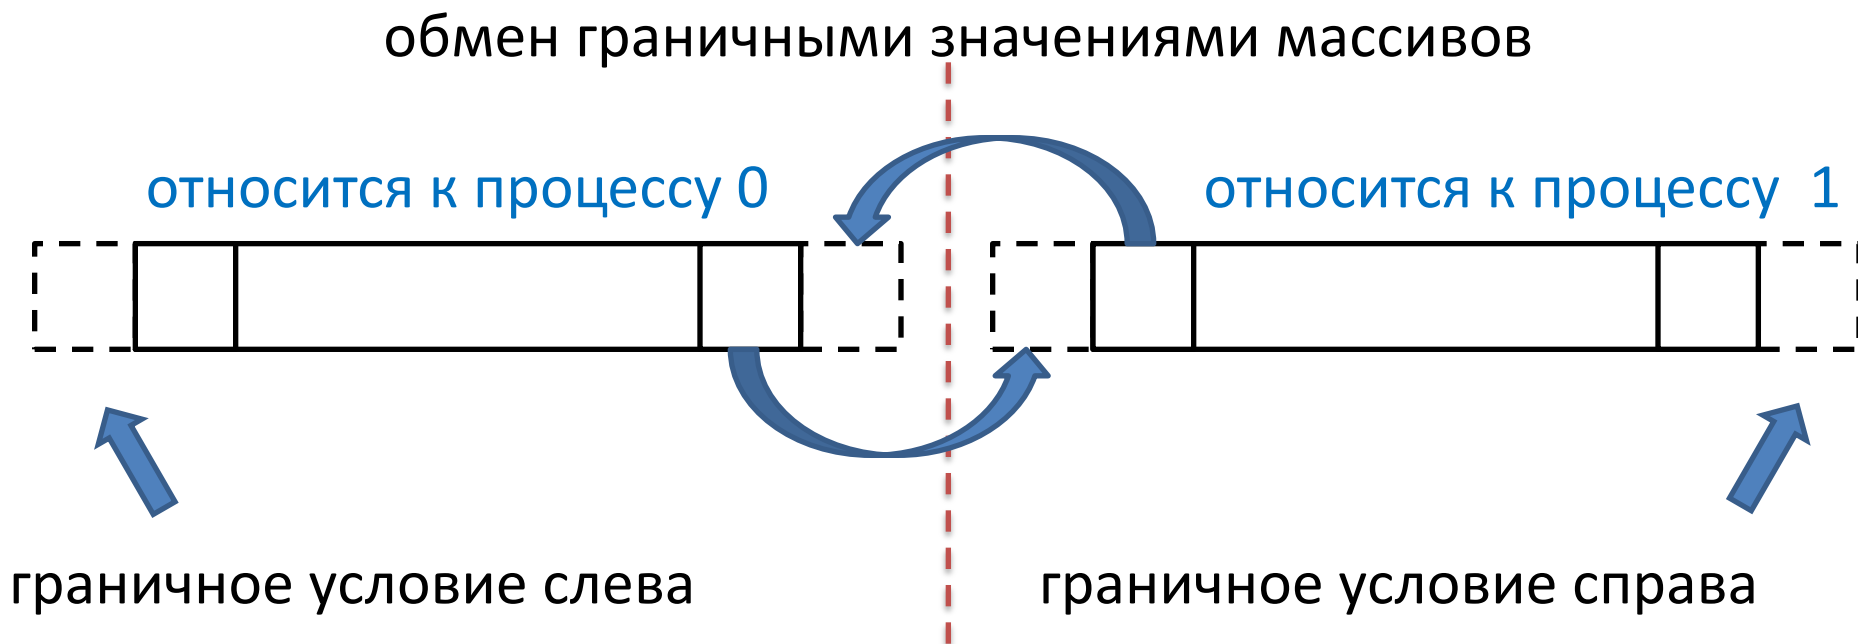 обмен граничными значениями массивов
относится к процессу 0
относится к процессу 1
граничное условие слева
граничное условие справа